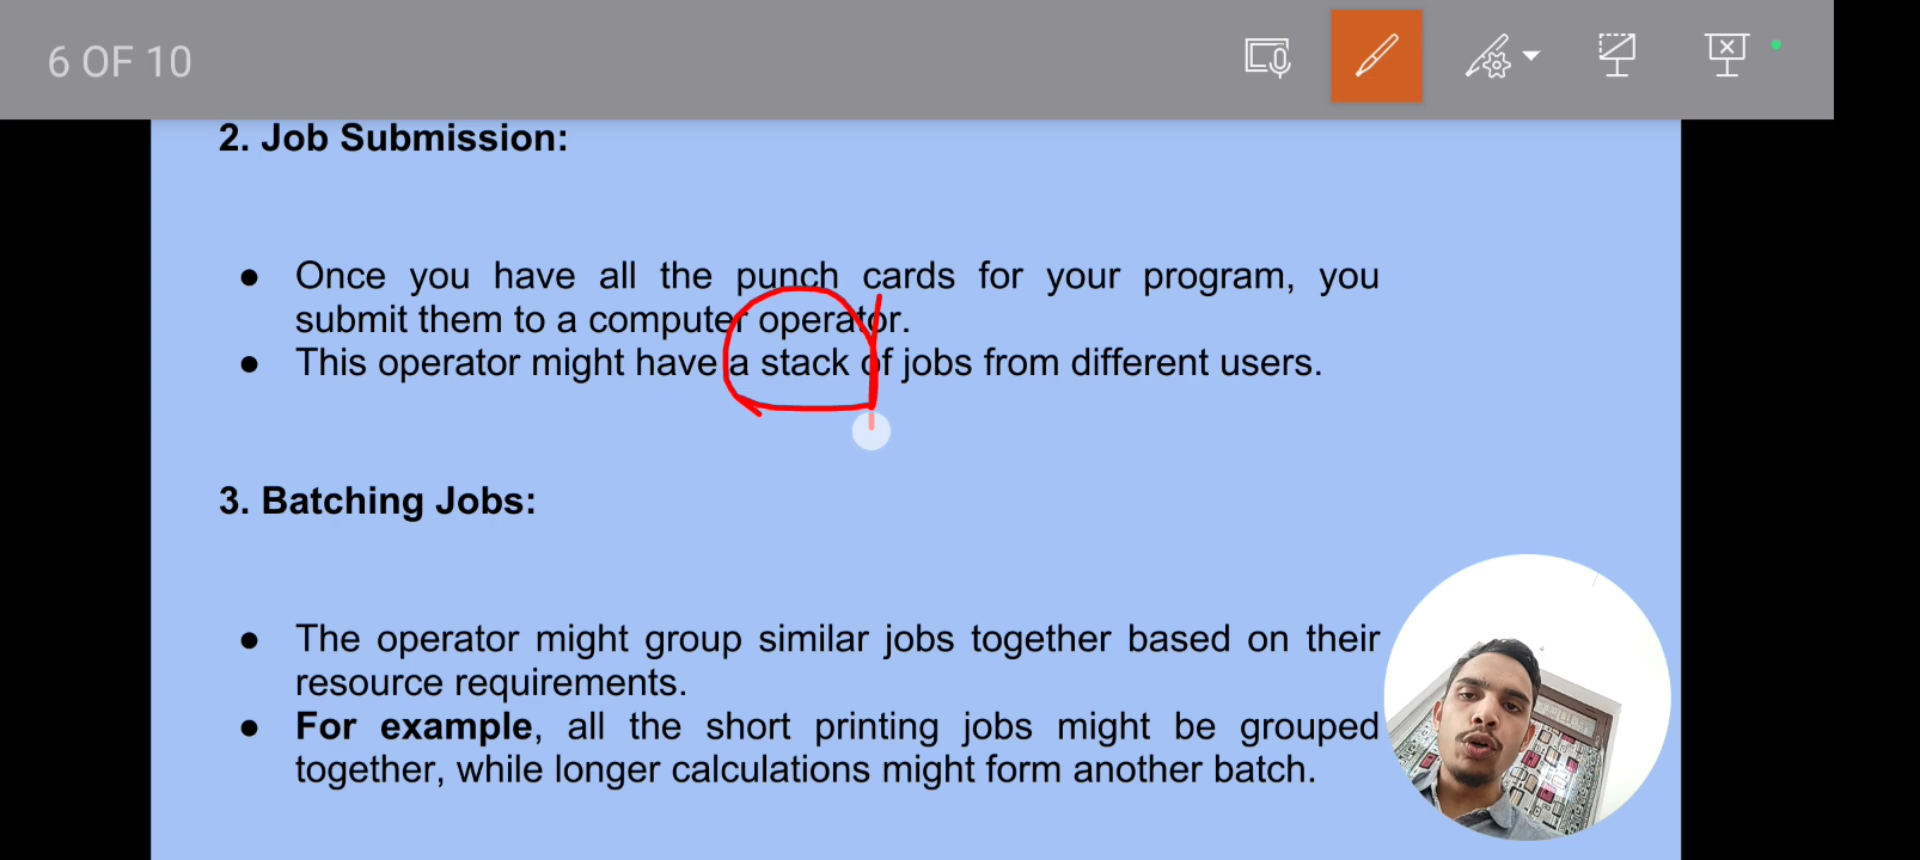 6 OF 10
2. Job Submission:
● Once you have all the punch cards for your program, you
submit them to a computer operator.
● This operator might have a stack of jobs from different users.
3. Batching Jobs:
● The operator might group similar jobs together based on their
resource requirements.
● For example, all the short printing jobs might be grouped
together, while longer calculations might form another batch.